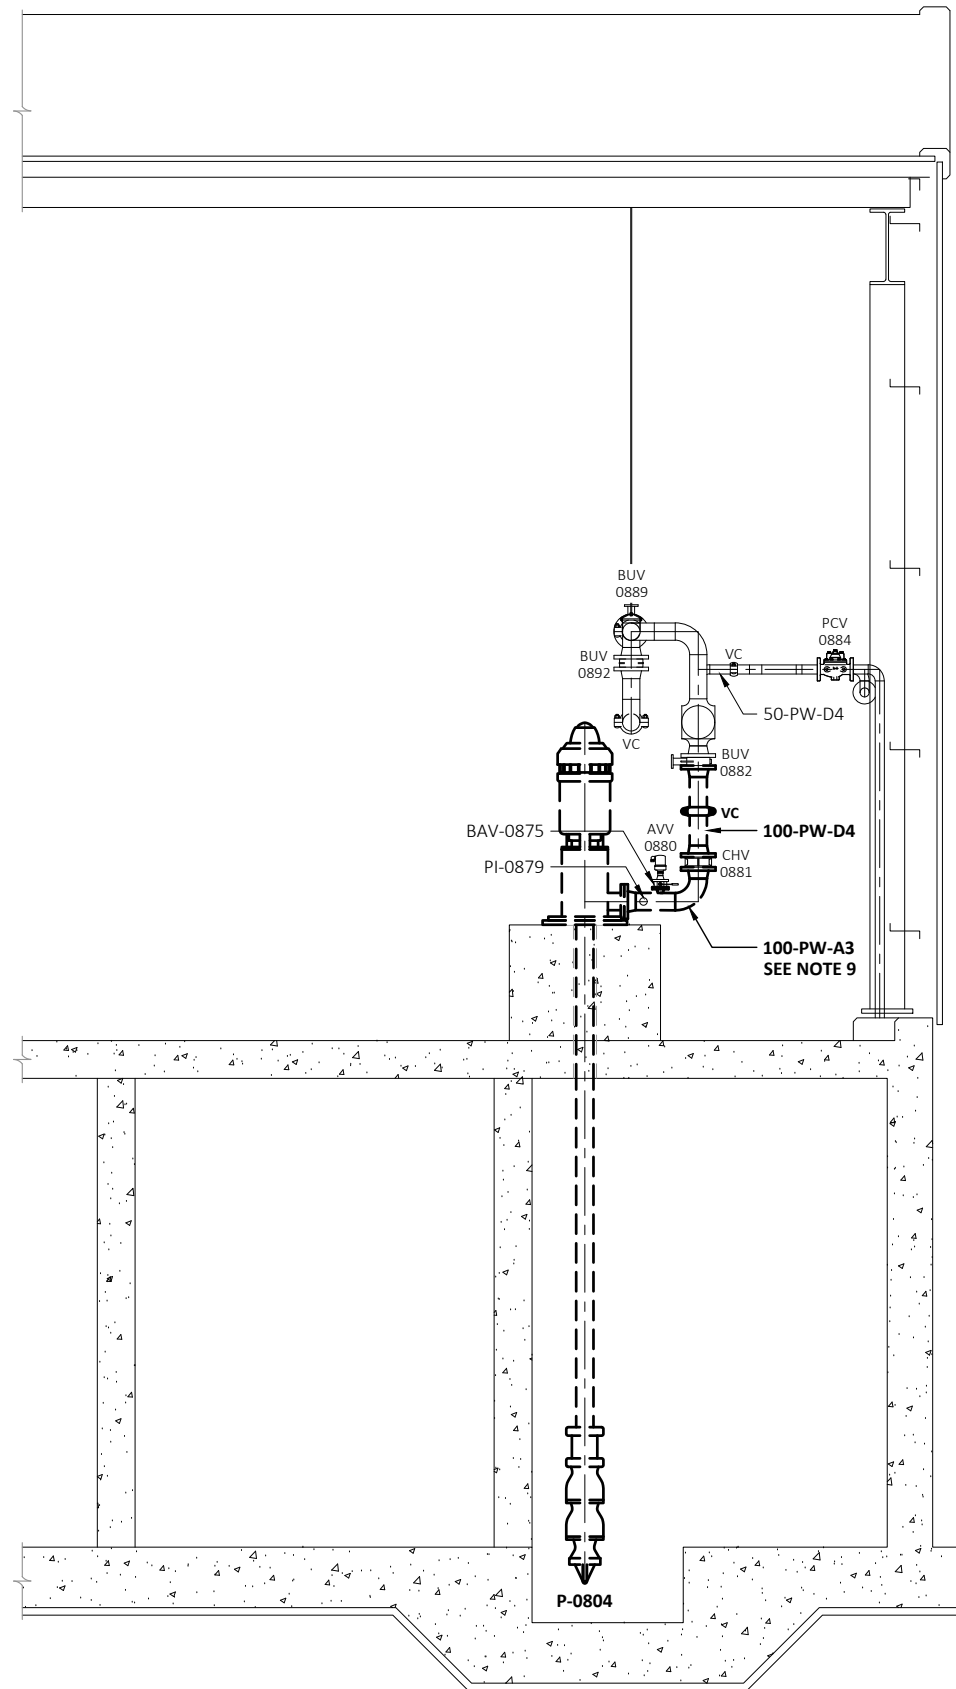 BUV
0889
PCV
0884
BUV
0892
VC
50-PW-D4
VC
BUV
0882
VC
BAV-0875
AVV
0880
100-PW-D4
PI-0879
CHV
0881
100-PW-A3
SEE NOTE 9
P-0804